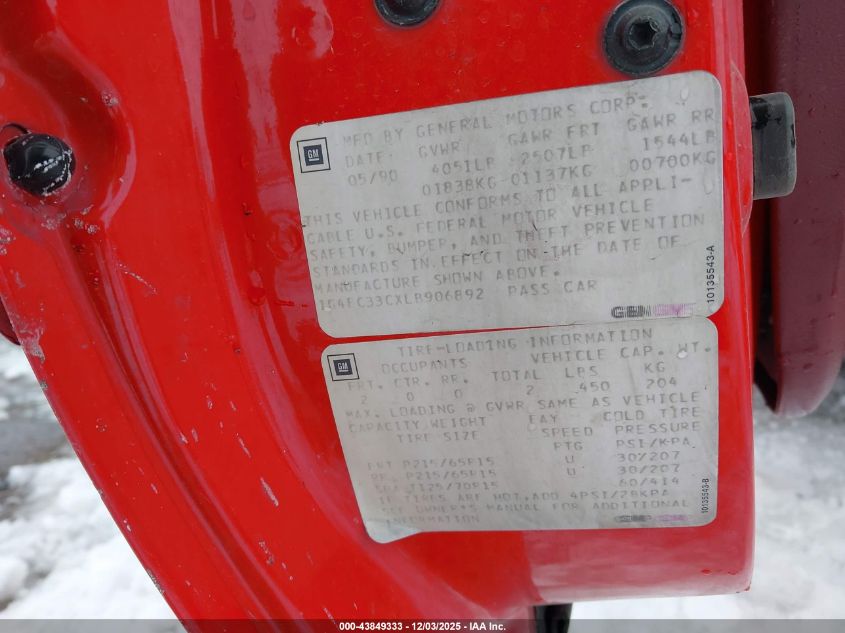 GM
MFD BY GENERAL MOTORS CORP.
DATE GVWR GAWR FRT GAWR RR
05/90 4051LB 2507LB 1544LB
01838KG 01137KG 00700KG
THIS VEHICLE CONFORMS TO ALL APPLI-
CABLE U.S. FEDERAL MOTOR VEHICLE
SAFETY, BUMPER, AND THEFT PREVENTION
STANDARDS IN EFFECT ON THE DATE OF
MANUFACTURE SHOWN ABOVE.
1G4EC33CXLB906892 PASS CAR
10135543-A
GM
TIRE-LOADING INFORMATION
OCCUPANTS VEHICLE CAP. WT.
FRT. CTR. RR. TOTAL LBS KG
2 0 0 2 450 204
MAX. LOADING @ GVWR SAME AS VEHICLE
CAPACITY WEIGHT FAY COLD TIRE
TIRE SIZE SPEED PRESSURE
RTG PSI/KPA
FRT P215/65R15 U 30/207
RR. P215/65R15 U 30/207
SPA T125/70R15 60/414
IF TIRES ARE HOT, ADD 4PSI/28KPA
SEE OWNER'S MANUAL FOR ADDITIONAL
INFORMATION
10135543-B
000-43849333 - 12/03/2025 - IAA Inc.